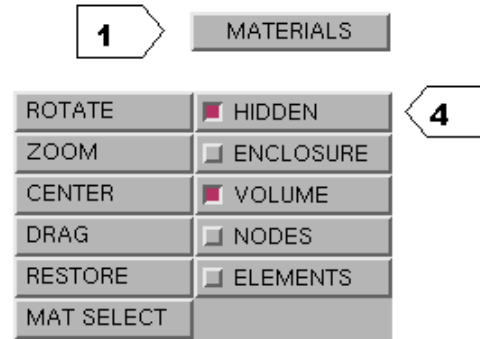 1 MATERIALS
ROTATE HIDDEN 4
ZOOM ENCLOSURE
CENTER VOLUME
DRAG NODES
RESTORE ELEMENTS
MAT SELECT